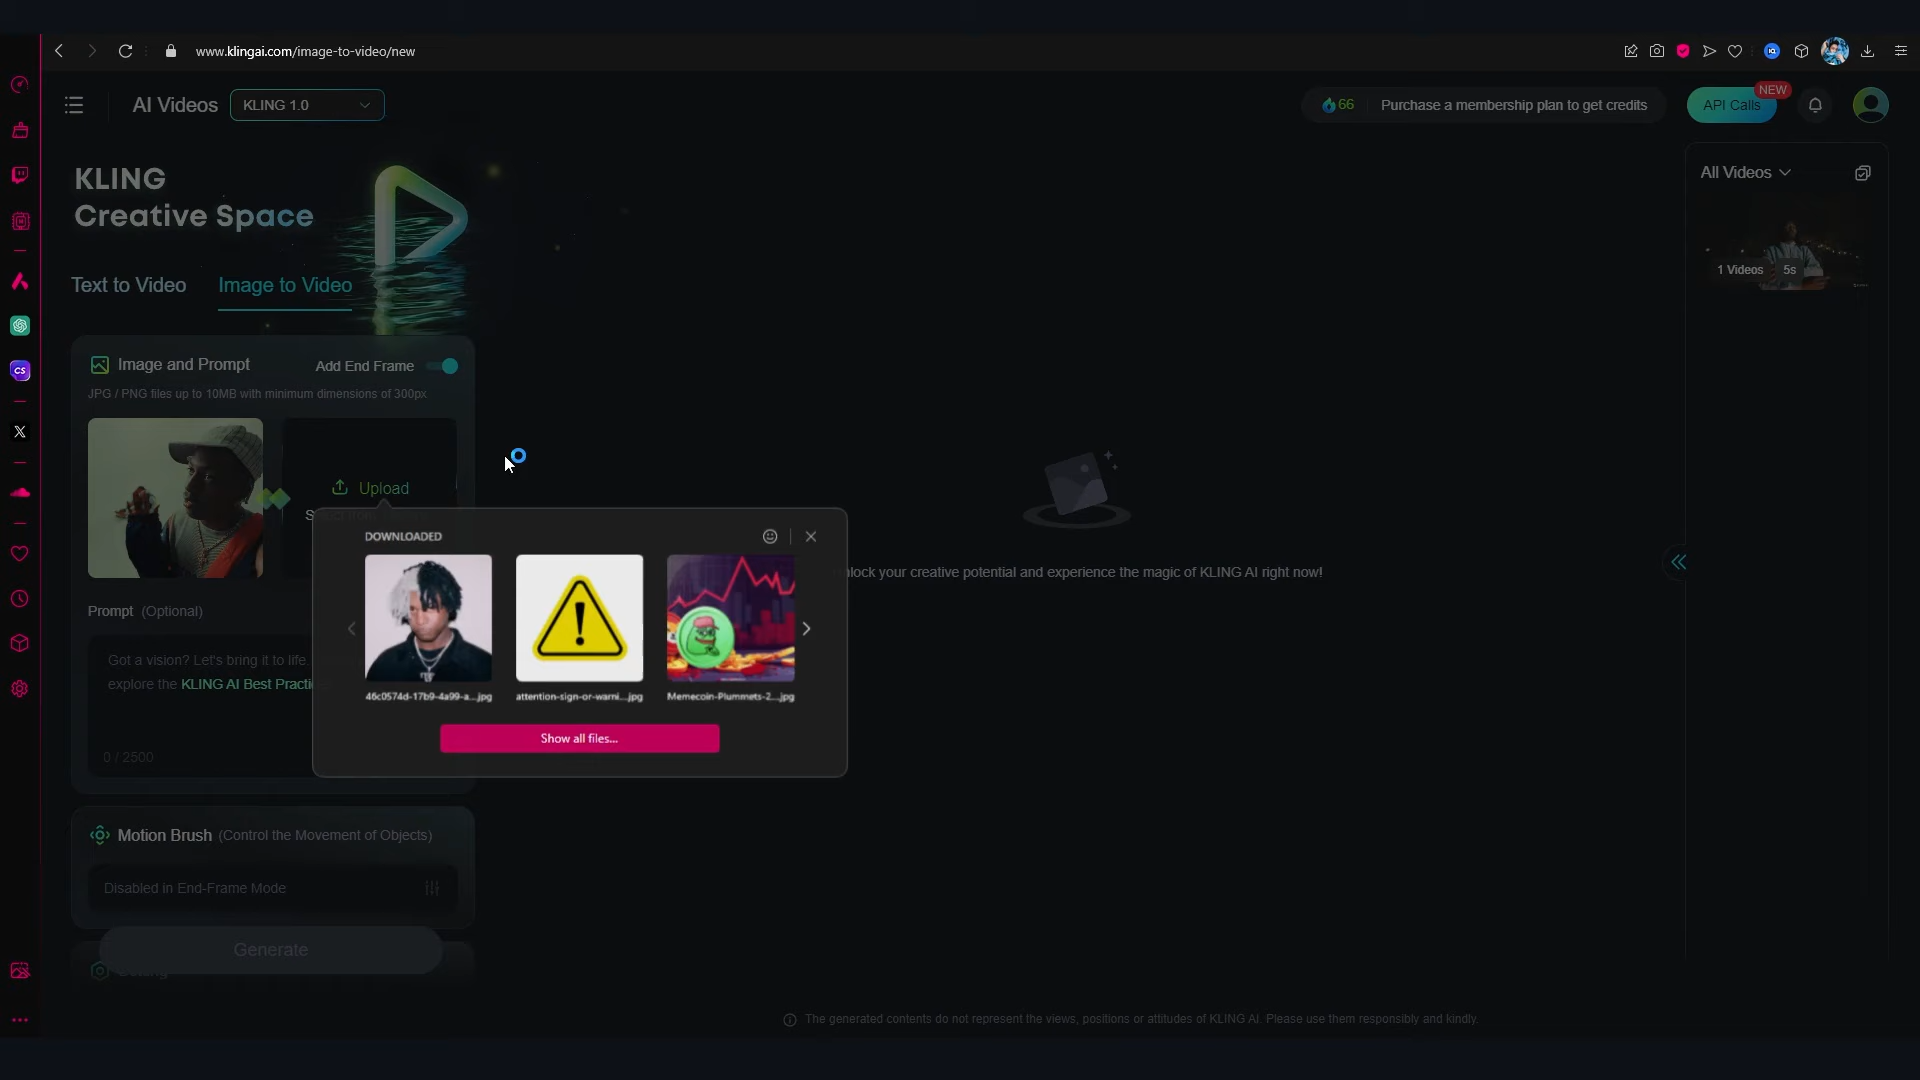 www.klingai.com/image-to-video/new
AI Videos
KLING 1.0
66
Purchase a membership plan to get credits
API Calls
NEW
KLING
Creative Space
All Videos
1 Videos
5s
Text to Video
Image to Video
Image and Prompt
Add End Frame
JPG / PNG files up to 10MB with minimum dimensions of 300px
Upload
DOWNLOADED
46c0574d-17b9-4a99-a....jpg
attention-sign-or-warni....jpg
Memecoin-Plummets-2....jpg
Show all files...
lock your creative potential and experience the magic of KLING AI right now!
Prompt (Optional)
Got a vision? Let's bring it to life.
explore the KLING AI Best Practi
0 / 2500
Motion Brush (Control the Movement of Objects)
Disabled in End-Frame Mode
Generate
The generated contents do not represent the views, positions or attitudes of KLING AI. Please use them responsibly and kindly.